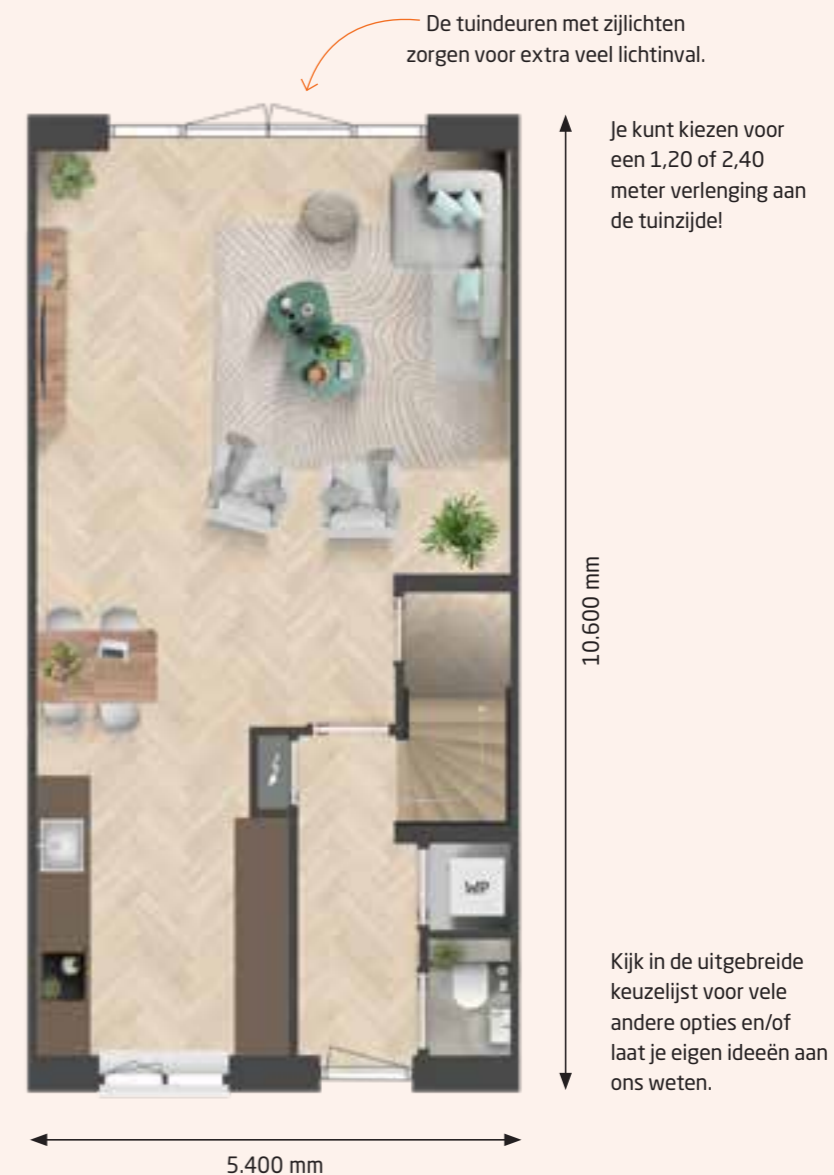 De tuindeuren met zijlichten
zorgen voor extra veel lichtinval.
Je kunt kiezen voor
een 1,20 of 2,40
meter verlenging aan
de tuinzijde!
10.600 mm
WP
Kijk in de uitgebreide
keuzelijst voor vele
andere opties en/of
laat je eigen ideeën aan
ons weten.
5.400 mm